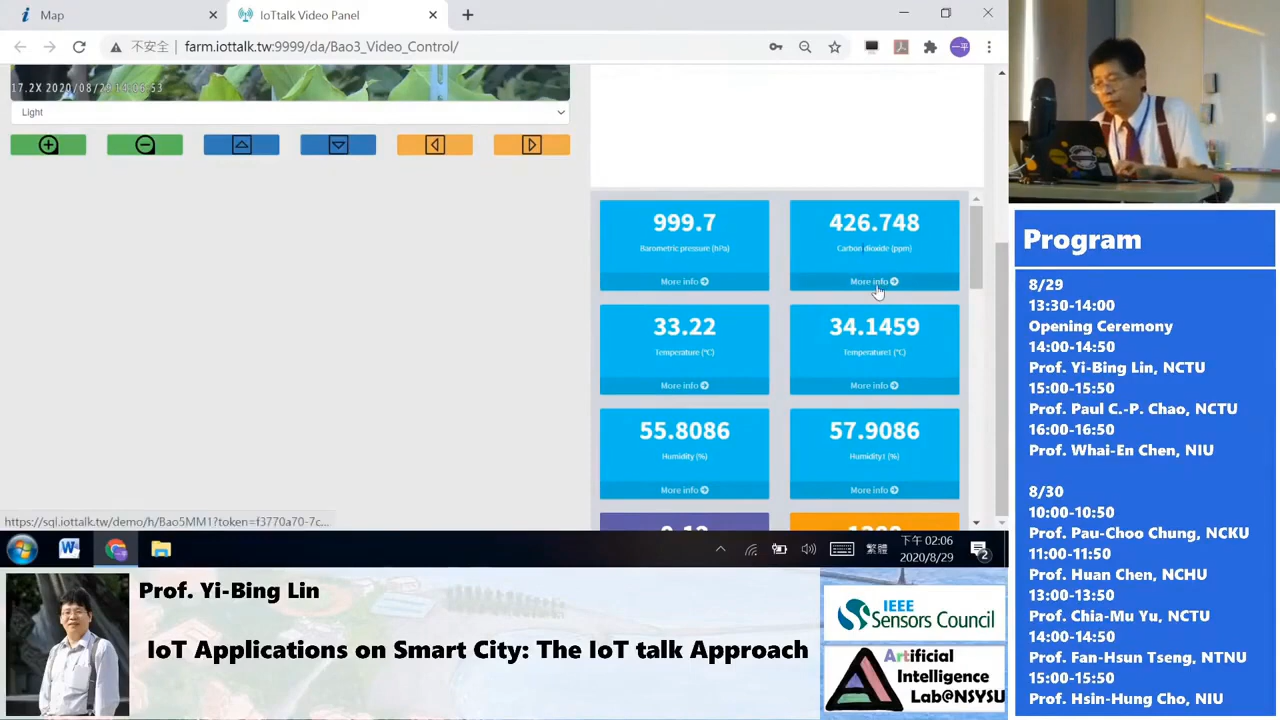 Map
IoTtalk Video Panel
不安全
farm.iottalk.tw:9999/da/Bao3_Video_Control/
一平
Light
999.7
Barometric pressure (hPa)
More info
426.748
Carbon dioxide (ppm)
More info
33.22
Temperature (°C)
More info
34.1459
Temperature1 (°C)
More info
55.8086
Humidity (%)
More info
57.9086
Humidity1 (%)
More info
https://sql.iottalk.tw/demo/h/Bao5MM1?token=f3770a70-7c...
繁體
下午 02:06
2020/8/29
2
Program
8/29
13:30-14:00
Opening Ceremony
14:00-14:50
Prof. Yi-Bing Lin, NCTU
15:00-15:50
Prof. Paul C.-P. Chao, NCTU
16:00-16:50
Prof. Whai-En Chen, NIU
8/30
10:00-10:50
Prof. Pau-Choo Chung, NCKU
11:00-11:50
Prof. Huan Chen, NCHU
13:00-13:50
Prof. Chia-Mu Yu, NCTU
14:00-14:50
Prof. Fan-Hsun Tseng, NTNU
15:00-15:50
Prof. Hsin-Hung Cho, NIU
Prof. Yi-Bing Lin
IoT Applications on Smart City: The IoT talk Approach
IEEE
Sensors Council
Artificial
Intelligence
Lab@NSYSU